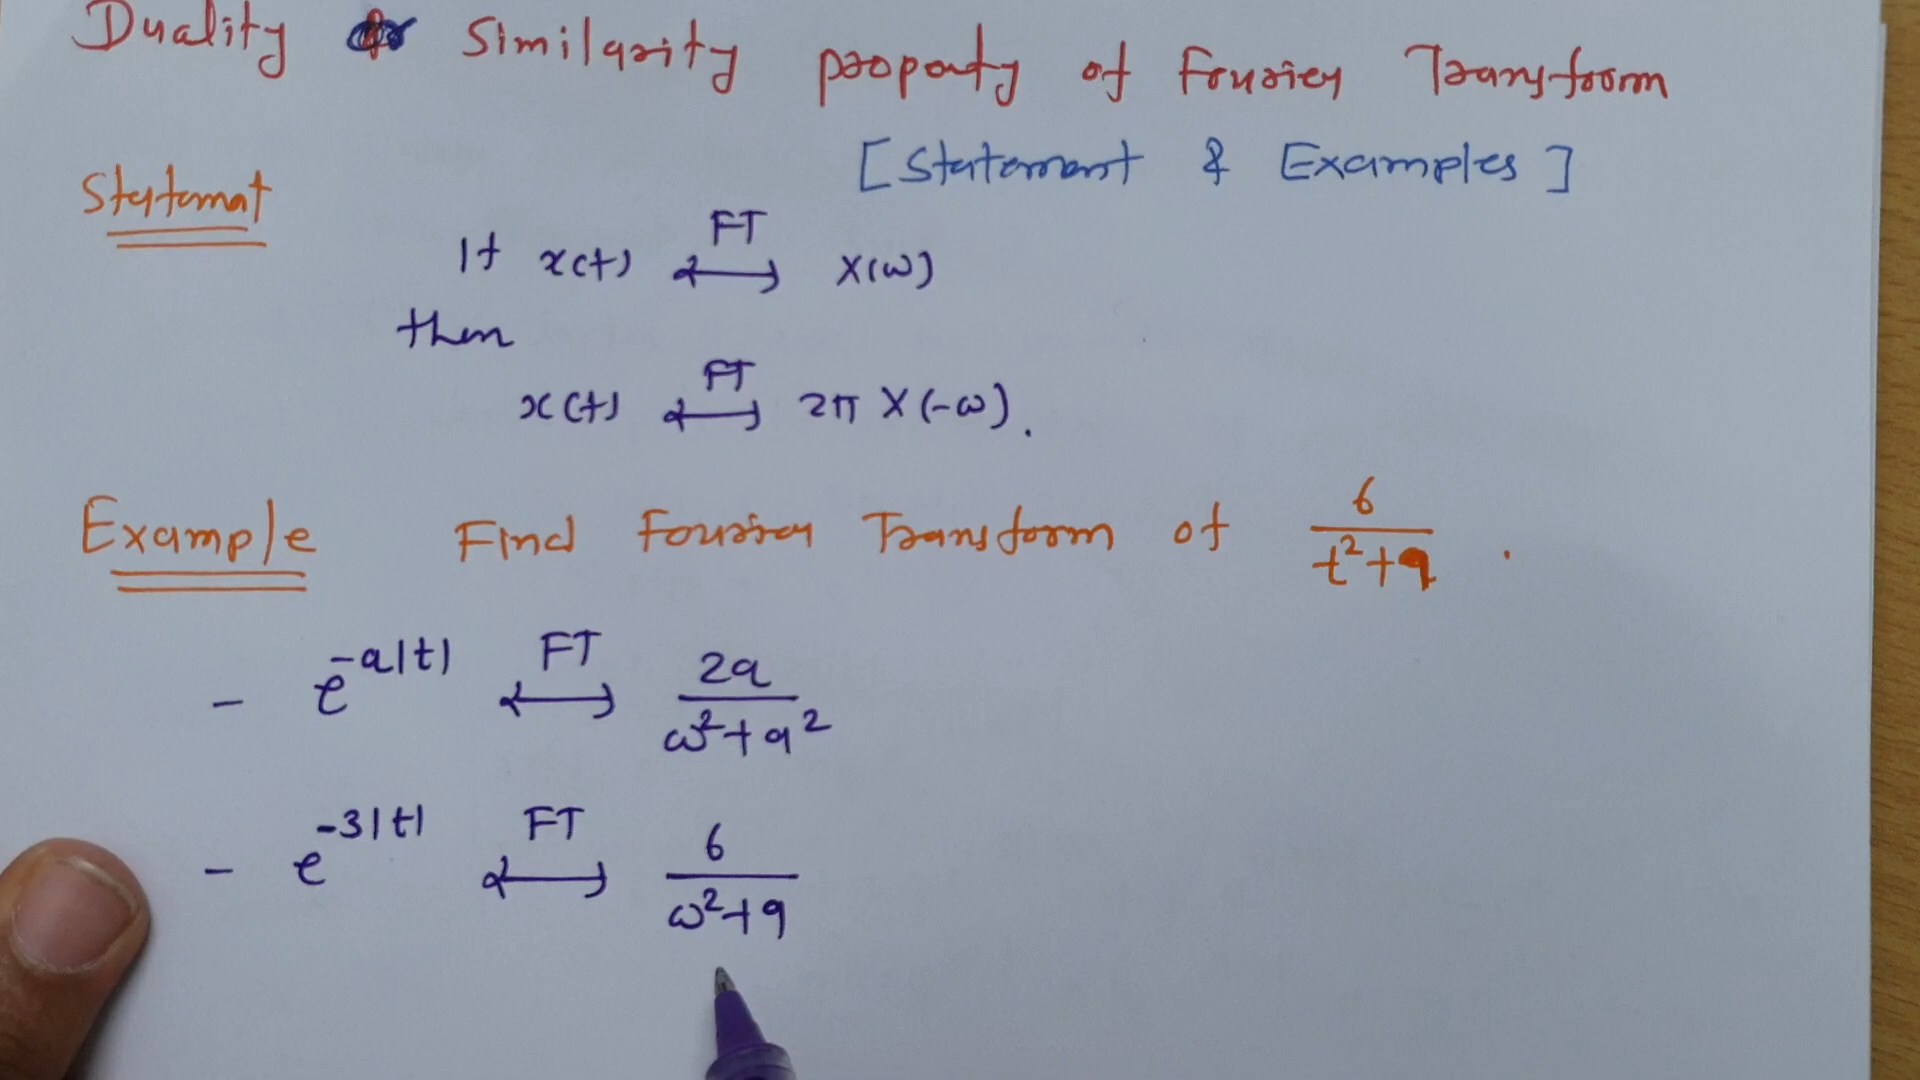 Duality & Similarity property of Fourier Transform
[Statement & Examples]
Statement
If x(t) <-FT-> X(ω)
then
x(t) <-FT-> 2π X(-ω).
Example Find Fourier Transform of 6/(t²+9).
- e^(-a|t|) <-FT-> 2a/(ω²+a²)
- e^(-3|t|) <-FT-> 6/(ω²+9)